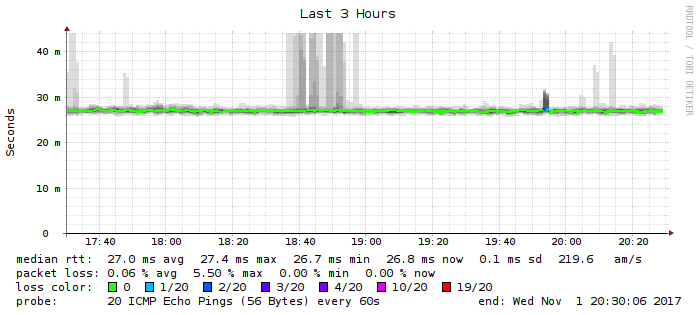 Last 3 Hours
RRDTOOL / TOBI OETIKER
Seconds
40 m
30 m
20 m
10 m
0
17:40 18:00 18:20 18:40 19:00 19:20 19:40 20:00 20:20
median rtt: 27.0 ms avg 27.4 ms max 26.7 ms min 26.8 ms now 0.1 ms sd 219.6 am/s
packet loss: 0.06 % avg 5.50 % max 0.00 % min 0.00 % now
loss color: 0 1/20 2/20 3/20 4/20 10/20 19/20
probe: 20 ICMP Echo Pings (56 Bytes) every 60s end: Wed Nov 1 20:30:06 2017